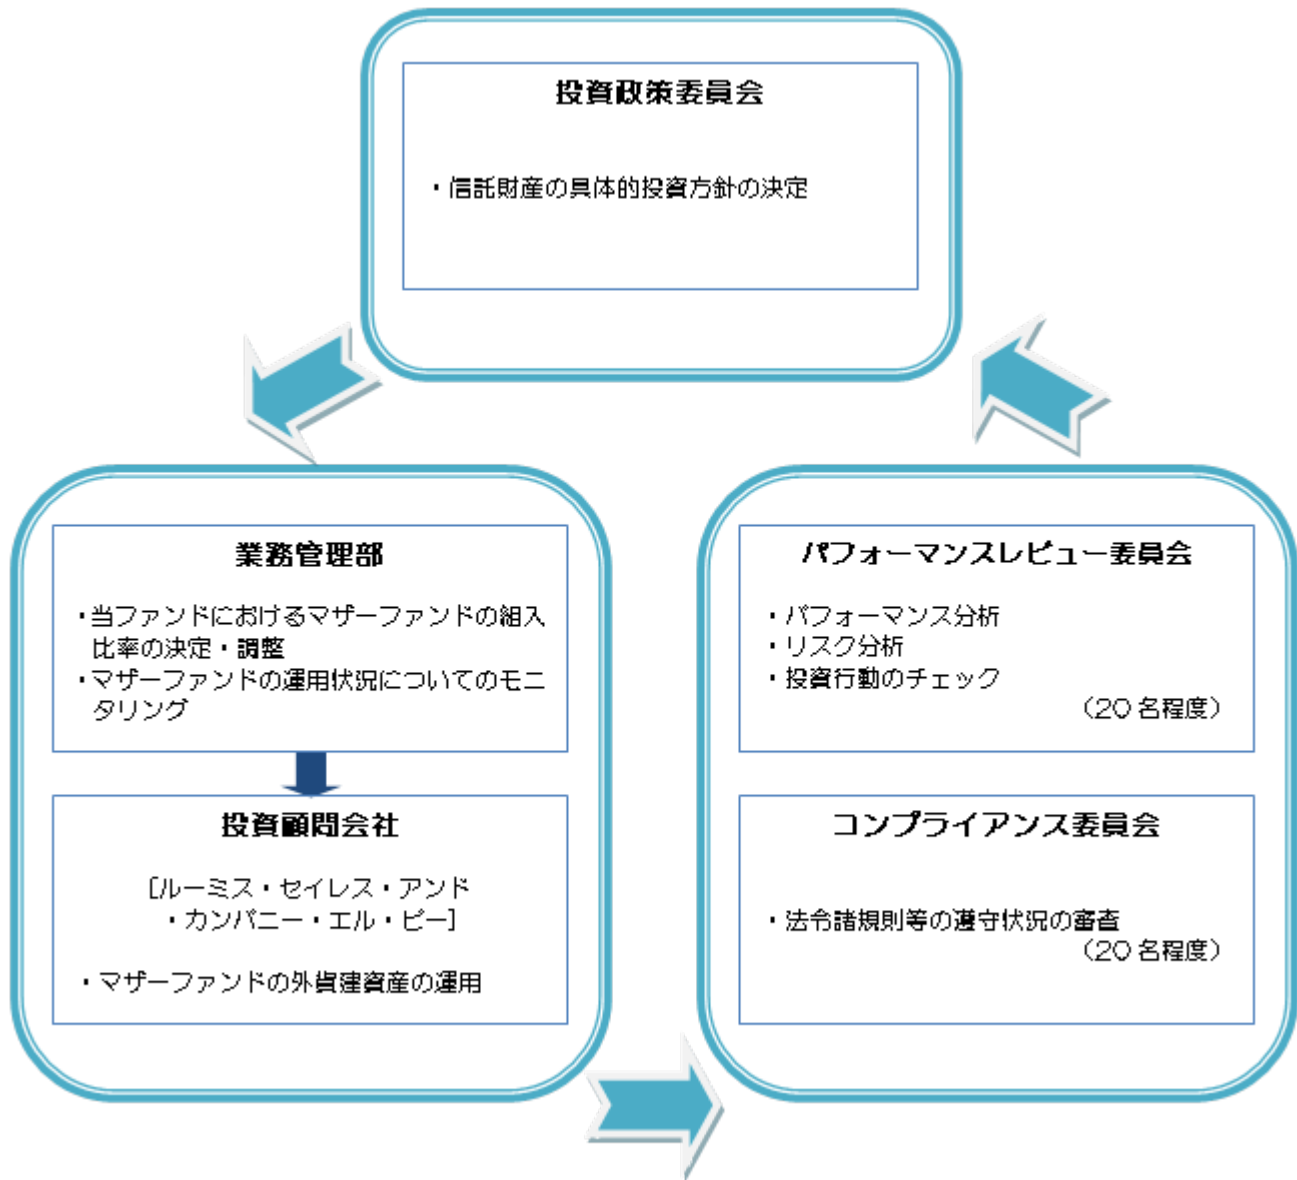 投資政策委員会
・信託財産の具体的投資方針の決定
業務管理部
・当ファンドにおけるマザーファンドの組入
比率の決定・調整
・マザーファンドの運用状況についてのモニ
タリング
投資顧問会社
[ルーミス・セイレス・アンド
・カンパニー・エル・ピー]
・マザーファンドの外貨建資産の運用
パフォーマンスレビュー委員会
・パフォーマンス分析
・リスク分析
・投資行動のチェック
（20 名程度）
コンプライアンス委員会
・法令諸規則等の遵守状況の審査
（20 名程度）